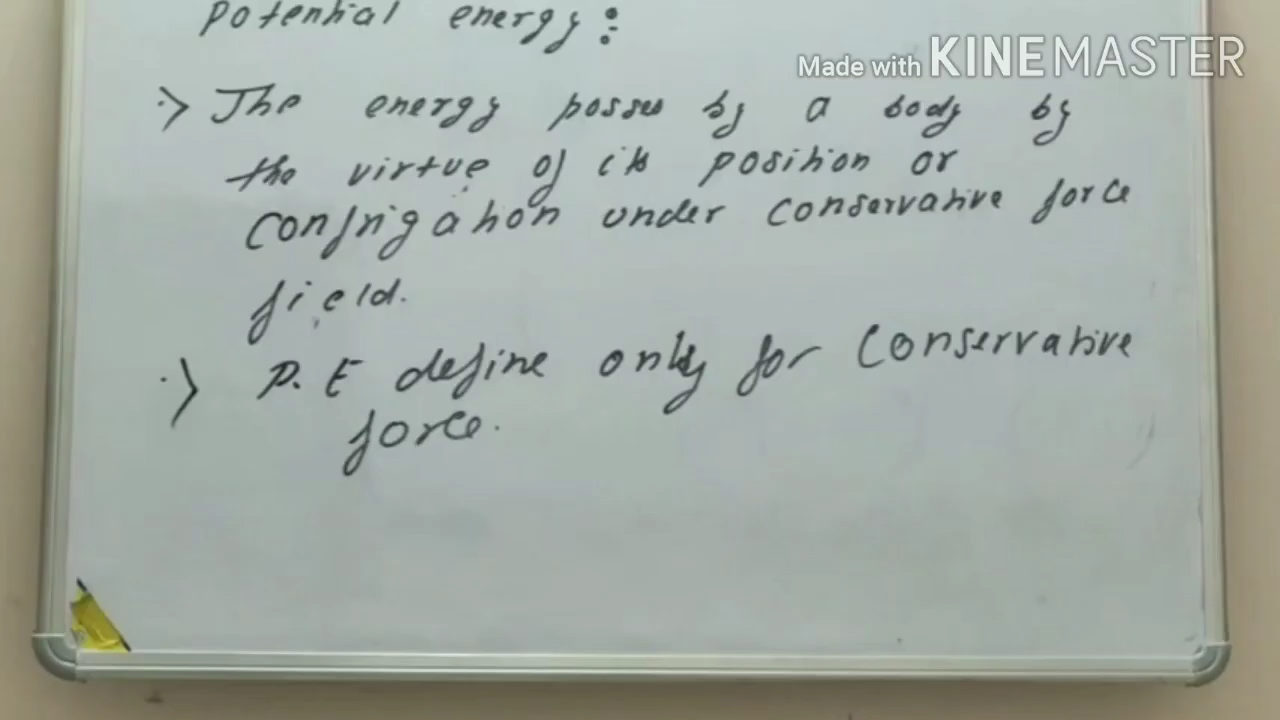 potential energy:
Made with KINEMASTER
:> The energy posses by a body by
the virtue of its position or
confrigation under conservative force
field.
:> P.E define only for conservative
force.